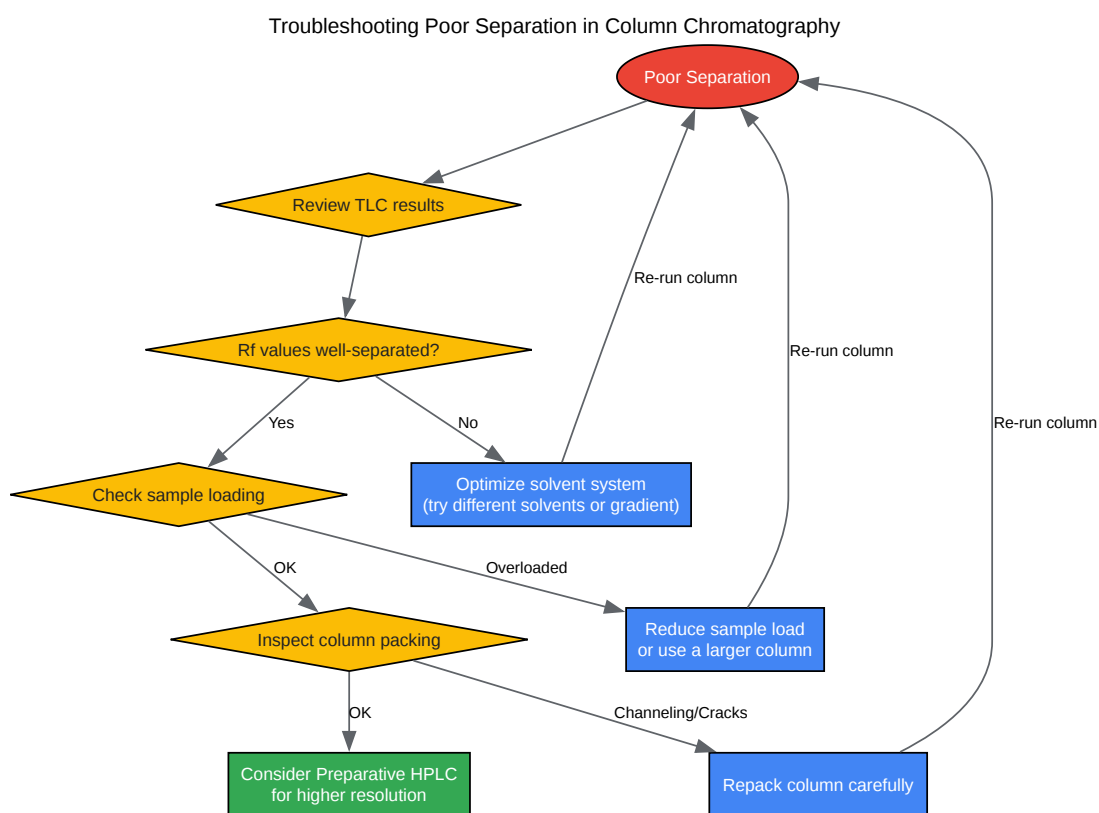 Troubleshooting Poor Separation in Column Chromatography
Poor Separation
Review TLC results
Re-run column
Rf values well-separated?
Re-run column
Yes
No
Re-run column
Check sample loading
Optimize solvent system
(try different solvents or gradient)
OK
Overloaded
Inspect column packing
Reduce sample load
or use a larger column
OK
Channeling/Cracks
Consider Preparative HPLC
for higher resolution
Repack column carefully